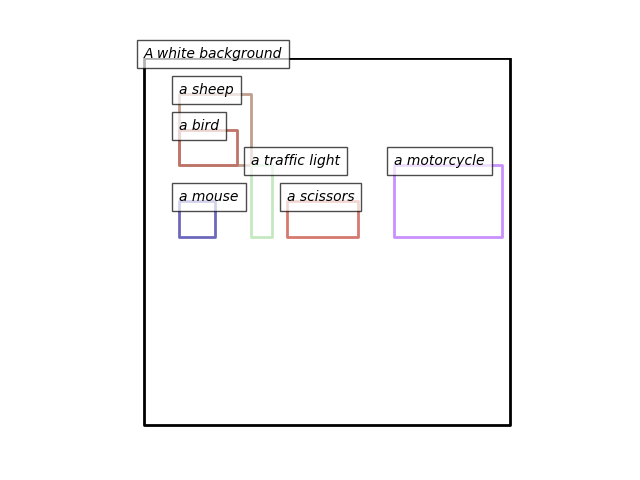 A white background
a sheep
a bird
a traffic light
a motorcycle
a mouse
a scissors